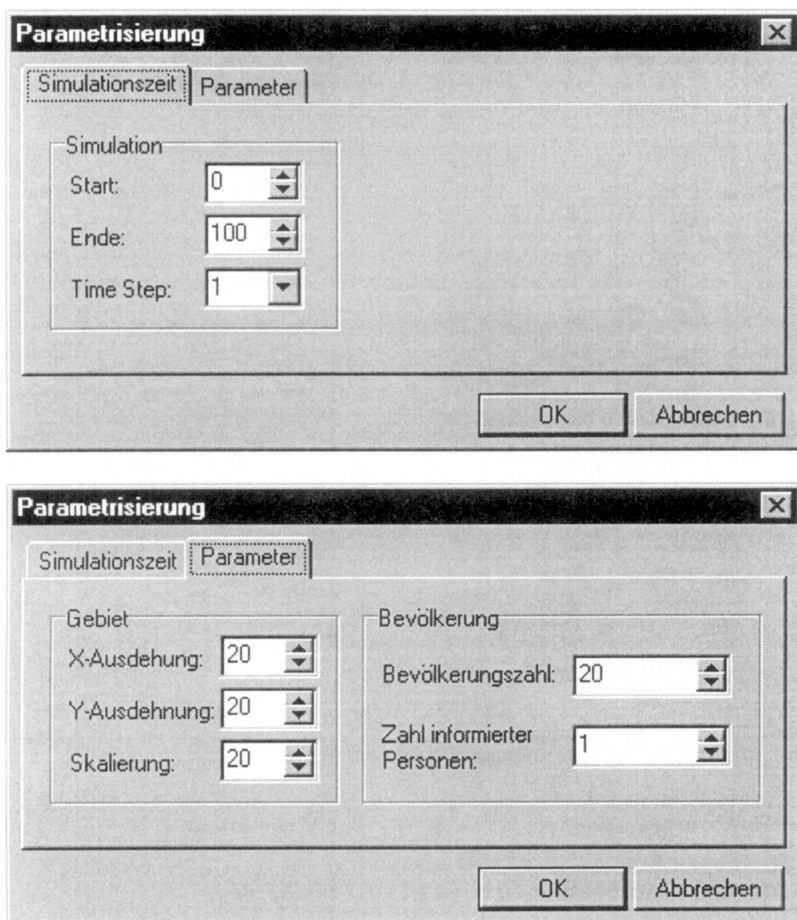 Parametrisierung
Simulationszeit Parameter
Simulation
Start: 0
Ende: 100
Time Step: 1
OK Abbrechen
Parametrisierung
Simulationszeit Parameter
Gebiet
X-Ausdehung: 20
Y-Ausdehnung: 20
Skalierung: 20
Bevölkerung
Bevölkerungszahl: 20
Zahl informierter
Personen: 1
OK Abbrechen